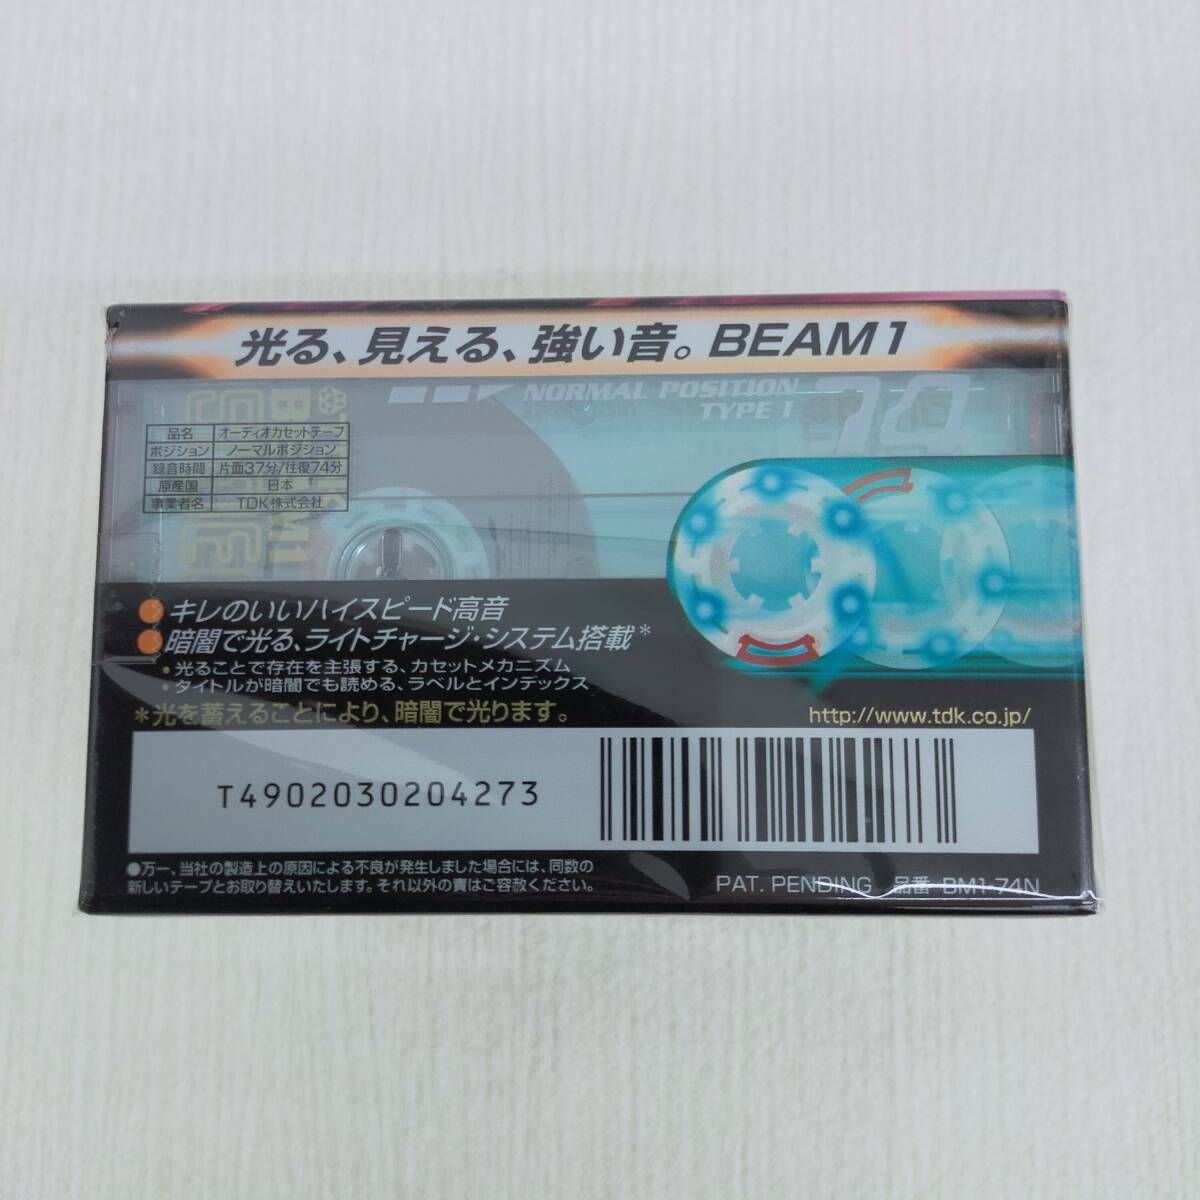 光る、見える、強い音。BEAM1
NORMAL POSITION
TYPE I
74
品名 オーディオカセットテープ
ポジション ノーマルポジション
録音時間 片面37分/往復74分
原産国 日本
事業者名 TDK株式会社
キレのいいハイスピード高音
暗闇で光る、ライトチャージ・システム搭載*
・光ることで存在を主張する、カセットメカニズム
・タイトルが暗闇でも読める、ラベルとインデックス
*光を蓄えることにより、暗闇で光ります。
http://www.tdk.co.jp/
T4902030204273
●万一、当社の製造上の原因による不良が発生しました場合には、同数の
新しいテープとお取り替えいたします。それ以外の責はご容赦ください。
PAT. PENDING 品番 BM1-74N